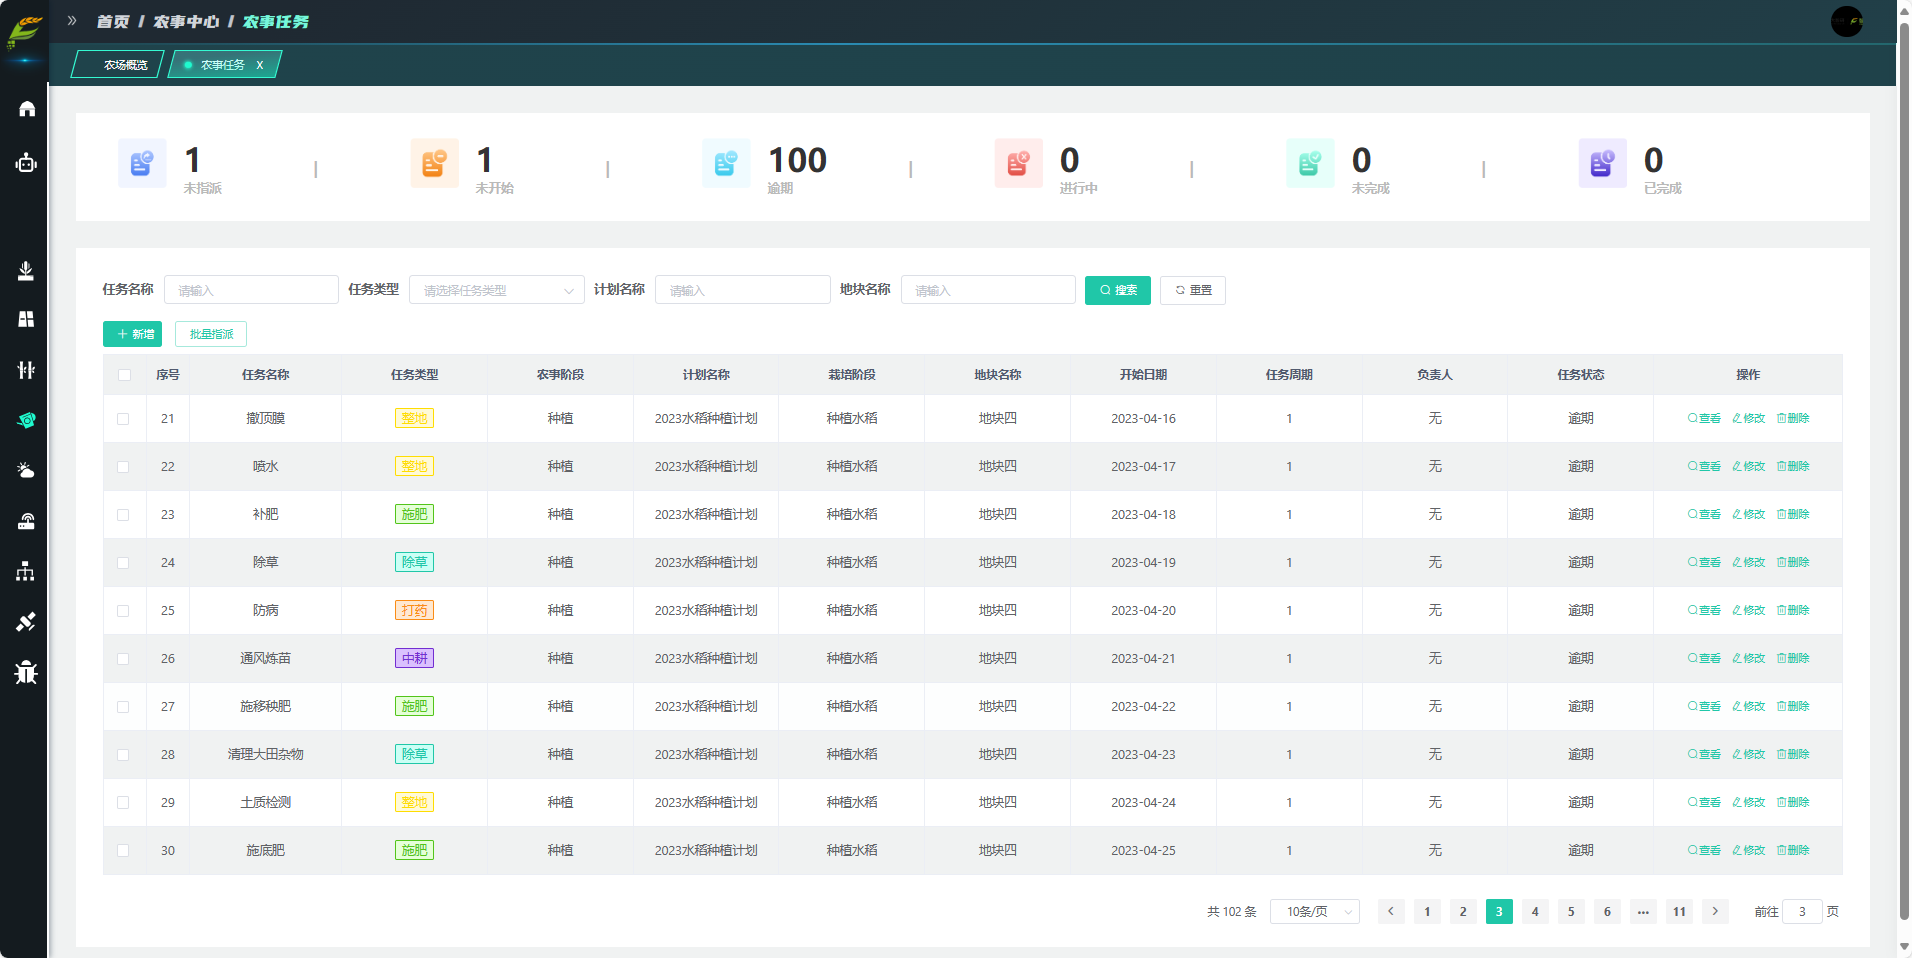 首页 / 农事中心 / 农事任务
农场概览 农事任务 X
1 未指派
1 未开始
100 逾期
0 进行中
0 未完成
0 已完成
任务名称 请输入 任务类型 请选择任务类型 计划名称 请输入 地块名称 请输入 搜索 重置
新增 批量指派
序号 任务名称 任务类型 农事阶段 计划名称 栽培阶段 地块名称 开始日期 任务周期 负责人 任务状态 操作
21 撤顶膜 整地 种植 2023水稻种植计划 种植水稻 地块四 2023-04-16 1 无 逾期 查看 修改 删除
22 喷水 整地 种植 2023水稻种植计划 种植水稻 地块四 2023-04-17 1 无 逾期 查看 修改 删除
23 补肥 施肥 种植 2023水稻种植计划 种植水稻 地块四 2023-04-18 1 无 逾期 查看 修改 删除
24 除草 除草 种植 2023水稻种植计划 种植水稻 地块四 2023-04-19 1 无 逾期 查看 修改 删除
25 防病 打药 种植 2023水稻种植计划 种植水稻 地块四 2023-04-20 1 无 逾期 查看 修改 删除
26 通风炼苗 中耕 种植 2023水稻种植计划 种植水稻 地块四 2023-04-21 1 无 逾期 查看 修改 删除
27 施移秧肥 施肥 种植 2023水稻种植计划 种植水稻 地块四 2023-04-22 1 无 逾期 查看 修改 删除
28 清理大田杂物 除草 种植 2023水稻种植计划 种植水稻 地块四 2023-04-23 1 无 逾期 查看 修改 删除
29 土质检测 整地 种植 2023水稻种植计划 种植水稻 地块四 2023-04-24 1 无 逾期 查看 修改 删除
30 施底肥 施肥 种植 2023水稻种植计划 种植水稻 地块四 2023-04-25 1 无 逾期 查看 修改 删除
共 102 条 10条/页 1 2 3 4 5 6 ••• 11 前往 3 页